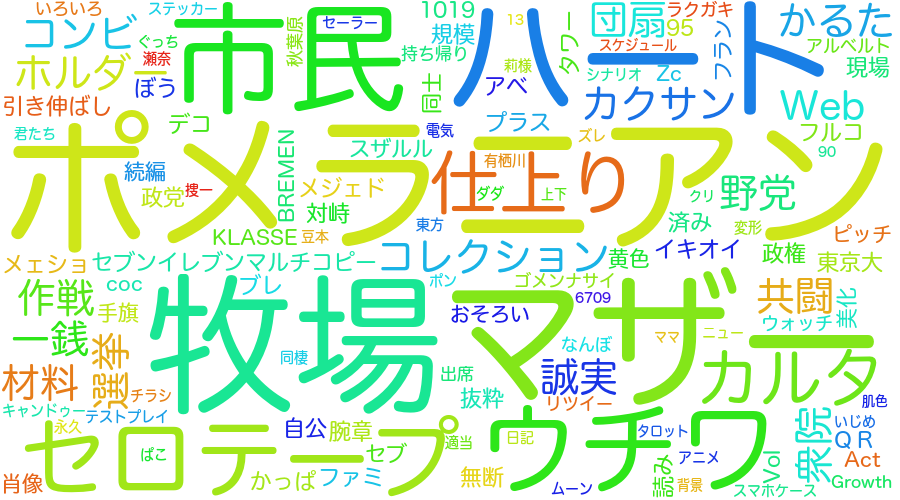 いろいろ
ステッカー
コンビ
ぐっち
瀬奈
ホルダー
ぼう
引き伸ばし
君たち
デコ
市民
秋葉原
セーラー
1019
規模
持ち帰り
同士
電気
ハート
13
莉様
アベ
タワー
団扇
95
ラクガキ
スケジュール
シナリオ
Zc
フラン
かるた
アルベルト
現場
カクサン
Web
フルコ
90
ポメラニアン
続編
政党
捜一
BREMEN
スザルル
メジェド
対峙
KLASSE
豆本
プラス
ズレ
有栖川
仕上り
ダダ
上下
クリ
野党
東方
済み
変形
ピッチ
メェショ
セブンイレブンマルチコピー
コレクション
黄色
イキオイ
政権
東京大
coc
ブレ
ポン
ゴメンナサイ
6709
作戦
手旗
牧場
おそろい
マザ
共闘
美化
ウォッチ
一銭
選挙
同棲
なんぼ
ママ
ニュー
カルタ
材料
チラシ
出席
抜粋
誠実
リツイー
肌色
キャンドゥー
テストプレイ
永久
自公
腕章
セブ
適当
ウチワ
タロット
衆院
いじめ
QR
セロテープ
ぱこ
日記
アニメ
Act
肖像
かっぱ
ファミ
無断
ムーン
読み
背景
Vol
スマホケース
Growth